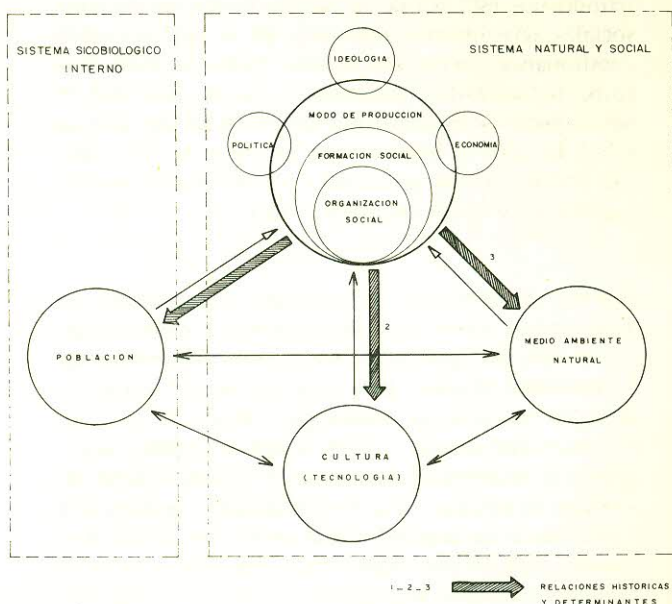 SISTEMA SICOBIOLOGICO
INTERNO
SISTEMA NATURAL Y SOCIAL
IDEOLOGIA
MODO DE PRODUCCION
POLITICA
ECONOMIA
FORMACION SOCIAL
ORGANIZACION
SOCIAL
3
2
POBLACION
MEDIO AMBIENTE
NATURAL
CULTURA
(TECNOLOGIA)
1_2_3
RELACIONES HISTORICAS
Y DETERMINANTES